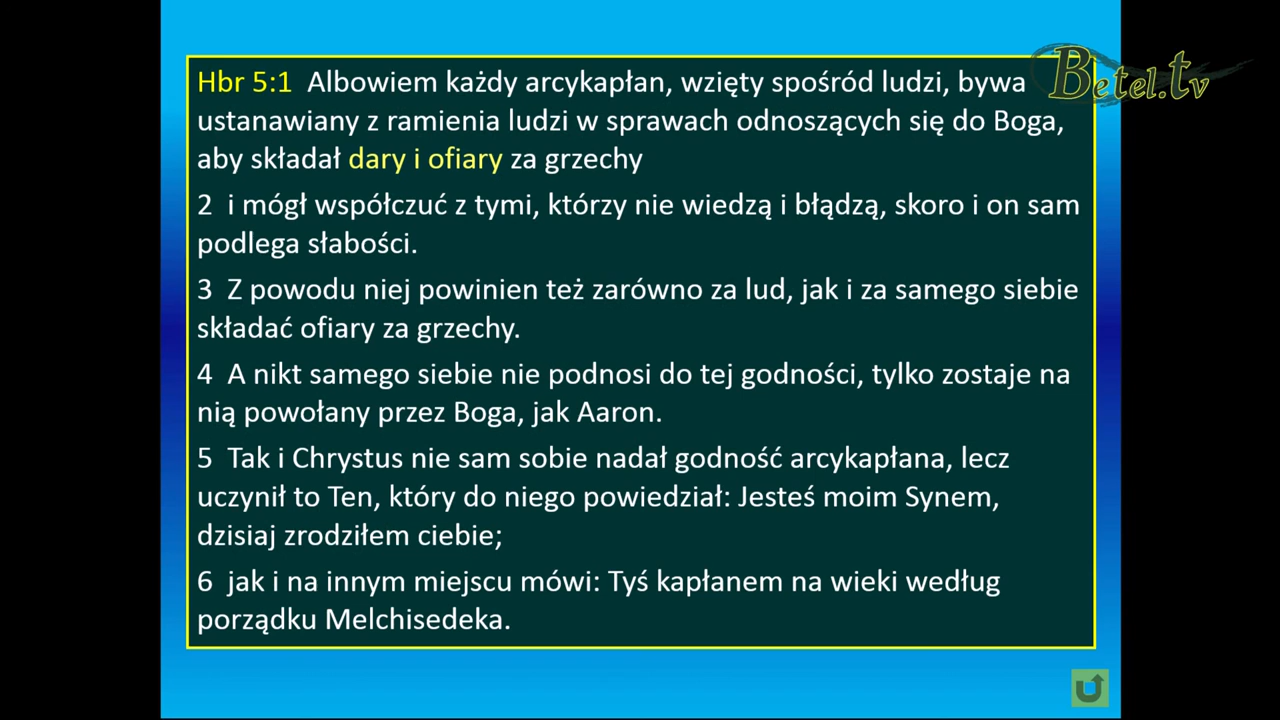 Betel.tv
Hbr 5:1 Albowiem każdy arcykapłan, wzięty spośród ludzi, bywa
ustanawiany z ramienia ludzi w sprawach odnoszących się do Boga,
aby składał dary i ofiary za grzechy
2 i mógł współczuć z tymi, którzy nie wiedzą i błądzą, skoro i on sam
podlega słabości.
3 Z powodu niej powinien też zarówno za lud, jak i za samego siebie
składać ofiary za grzechy.
4 A nikt samego siebie nie podnosi do tej godności, tylko zostaje na
nią powołany przez Boga, jak Aaron.
5 Tak i Chrystus nie sam sobie nadał godność arcykapłana, lecz
uczynił to Ten, który do niego powiedział: Jesteś moim Synem,
dzisiaj zrodziłem ciebie;
6 jak i na innym miejscu mówi: Tyś kapłanem na wieki według
porządku Melchisedeka.